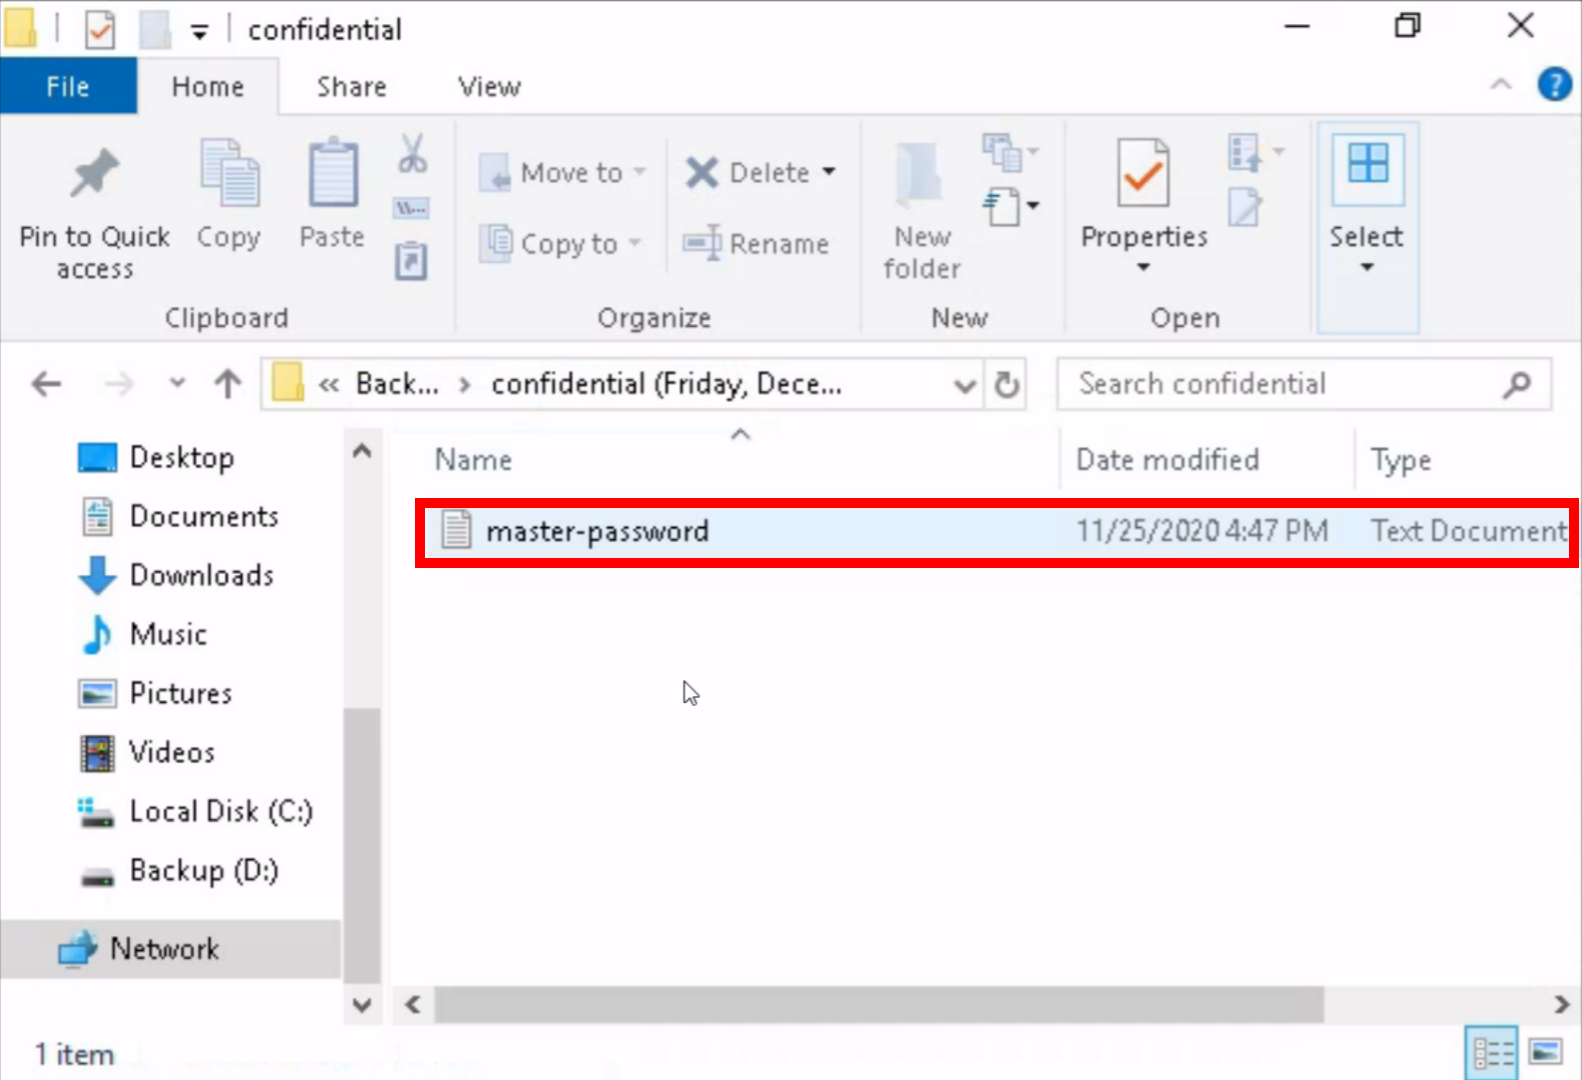 confidential
File Home Share View
Pin to Quick access
Copy
Paste
Move to
Copy to
Delete
Rename
New folder
Properties
Select
Clipboard Organize New Open
« Back... › confidential (Friday, Dece...
Search confidential
Name Date modified Type
master-password 11/25/2020 4:47 PM Text Document
Desktop
Documents
Downloads
Music
Pictures
Videos
Local Disk (C:)
Backup (D:)
Network
1 item